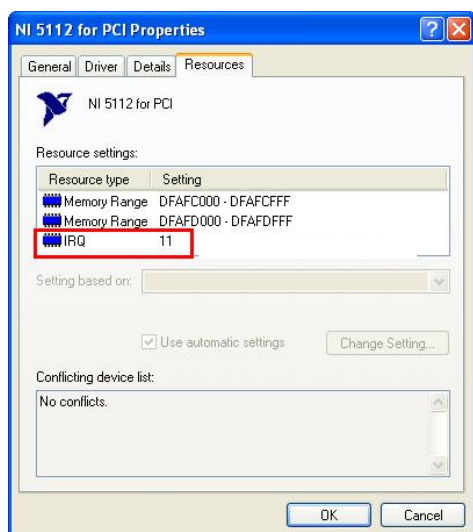 NI 5112 for PCI Properties
General Driver Details Resources
NI 5112 for PCI
Resource settings:
Resource type Setting
Memory Range DFAFC000 - DFAFCFFF
Memory Range DFAFD000 - DFAFDFFF
IRQ 11
Setting based on:
Use automatic settings Change Setting...
Conflicting device list:
No conflicts.
OK Cancel